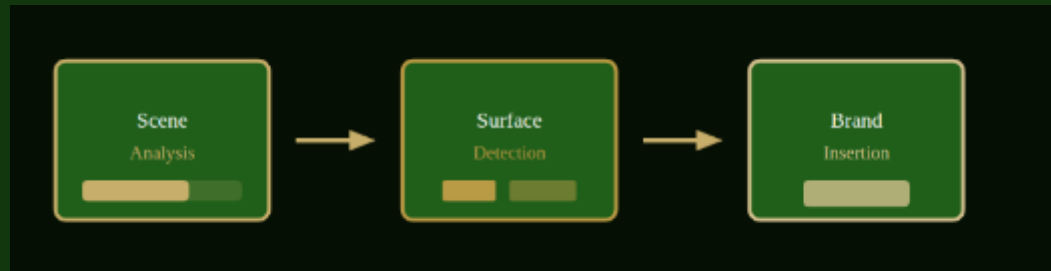 Scene
Analysis
Surface
Detection
Brand
Insertion